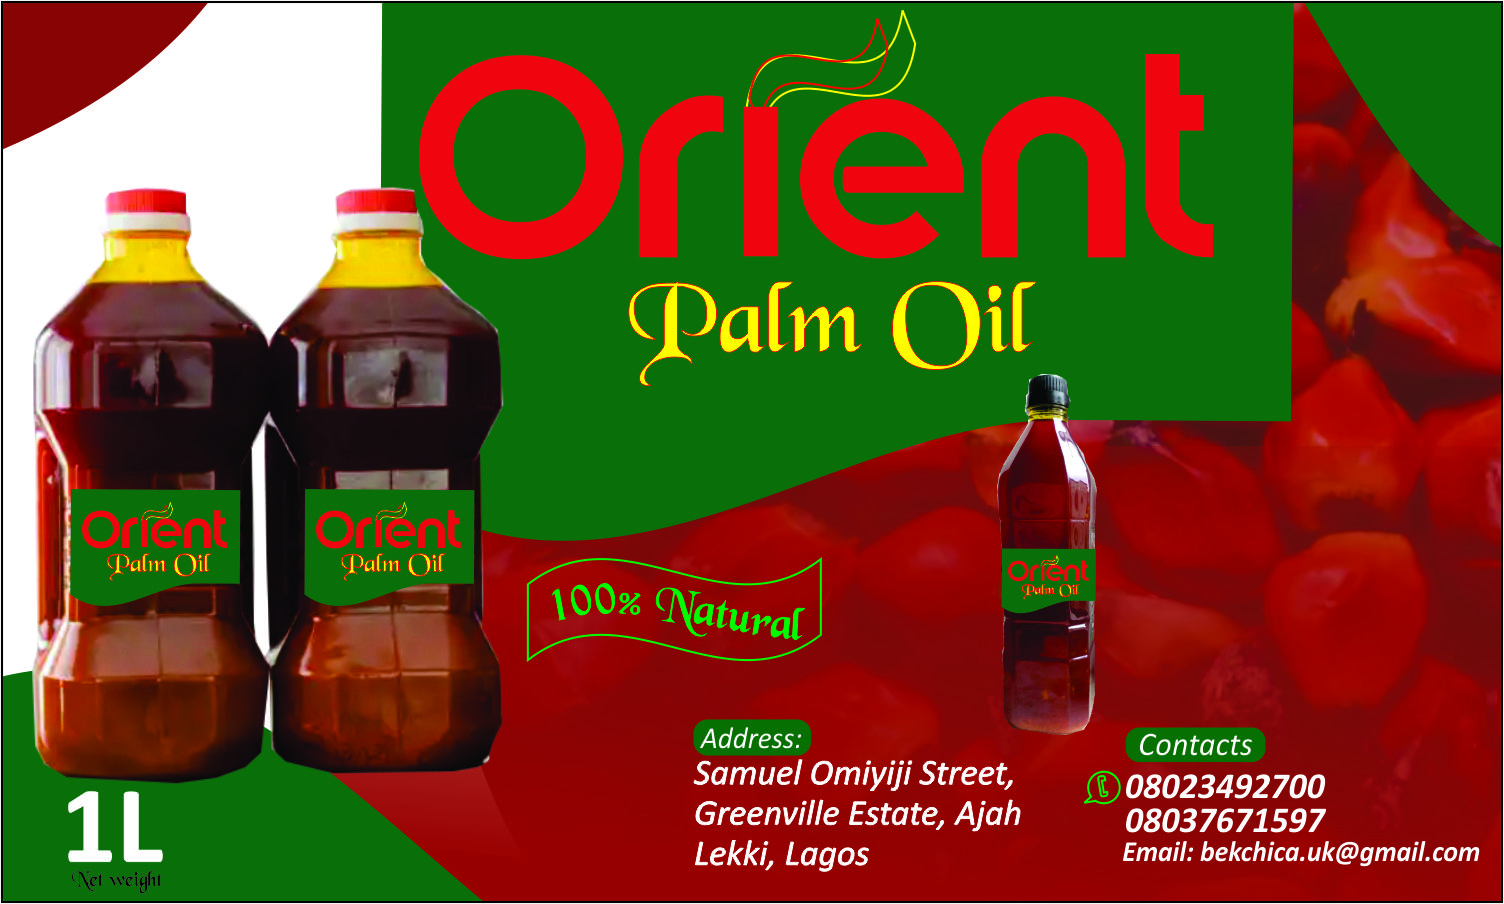 Orient
Palm Oil
Orient
Palm Oil
Orient
Palm Oil
Orient
Palm Oil
100% Natural
Address:
Samuel Omiyiji Street,
Greenville Estate, Ajah
Lekki, Lagos
Contacts
08023492700
08037671597
Email: bekchica.uk@gmail.com
1L
Net weight